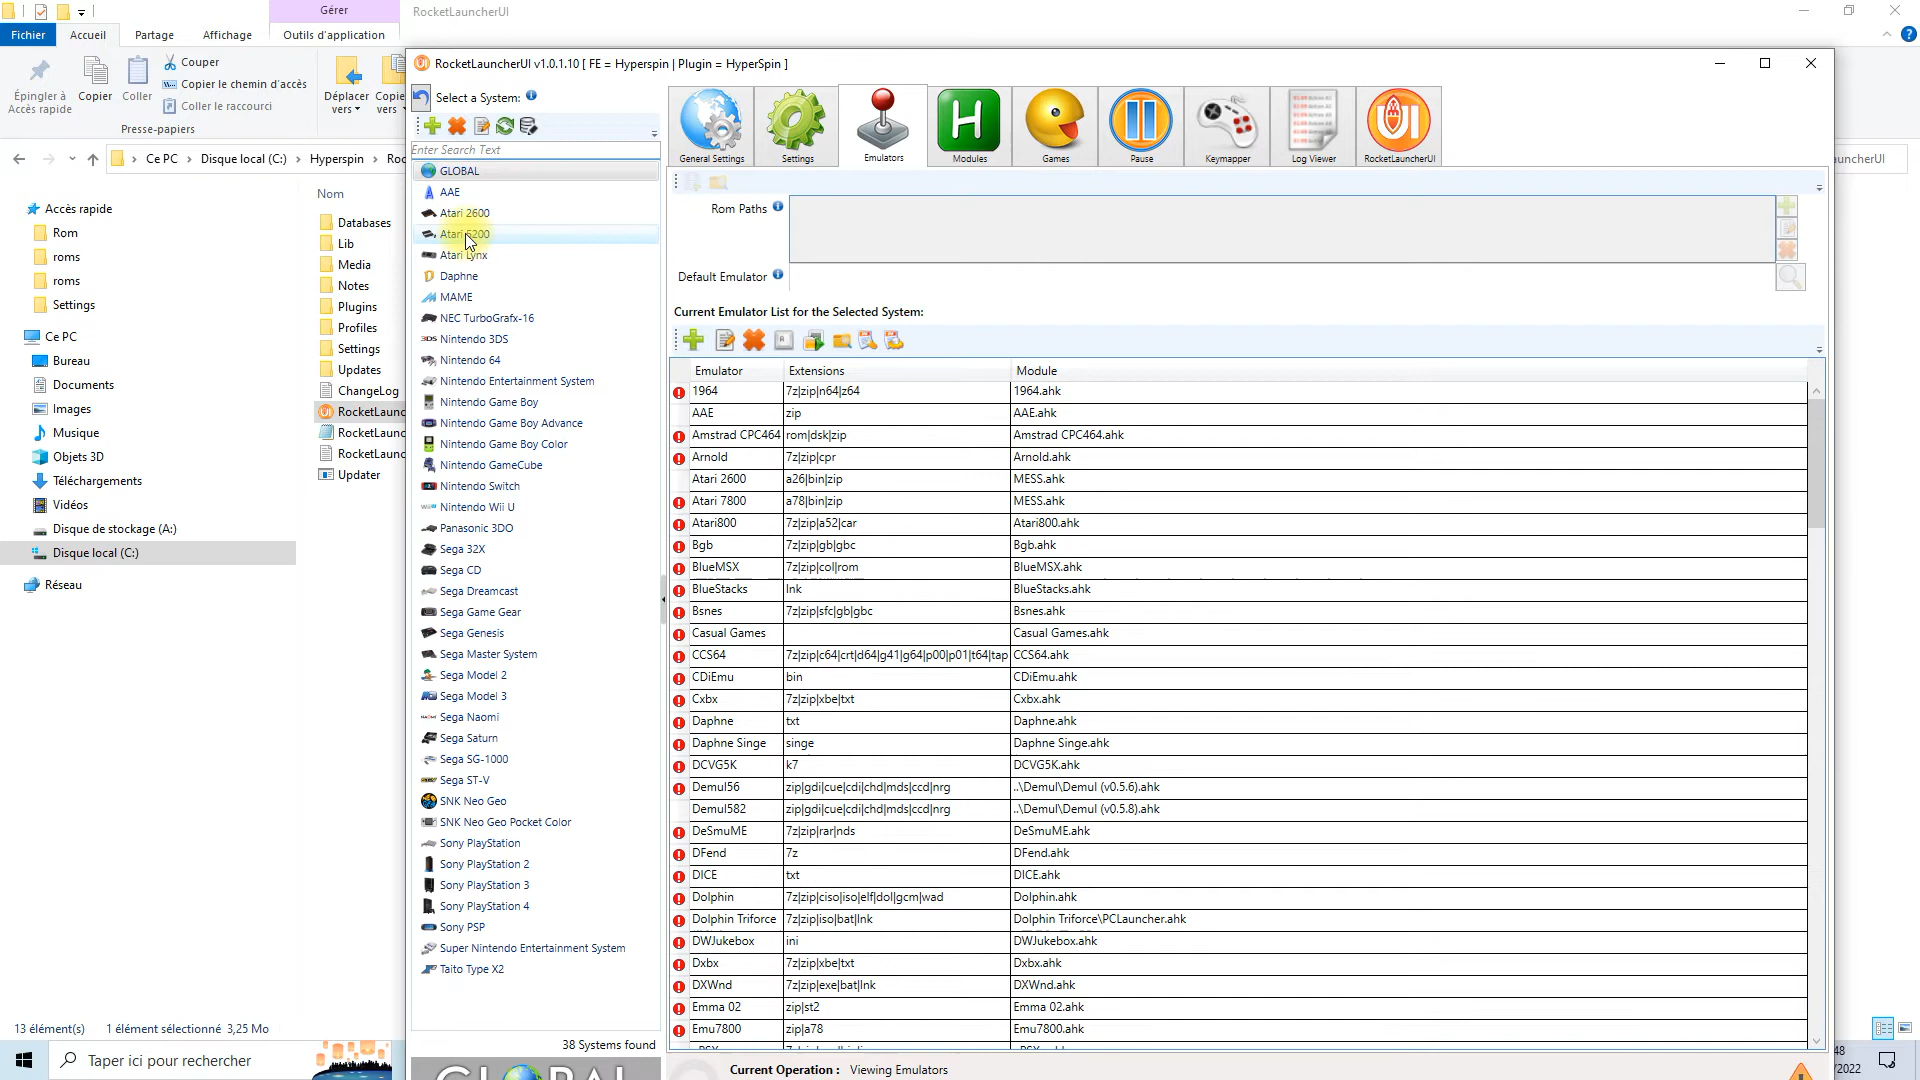 Gérer
RocketLauncherUI
Fichier
Accueil
Partage
Affichage
Outils d'application
Épingler à
Accès rapide
Copier
Coller
Couper
Copier le chemin d'accès
Coller le raccourci
Presse-papiers
Déplacer
vers
Copie
vers
Ce PC
Disque local (C:)
Hyperspin
Roc
uncherUI
Accès rapide
Rom
roms
roms
Settings
Ce PC
Bureau
Documents
Images
Musique
Objets 3D
Téléchargements
Vidéos
Disque de stockage (A:)
Disque local (C:)
Réseau
Nom
Databases
Lib
Media
Notes
Plugins
Profiles
Settings
Updates
ChangeLog
RocketLaunc
RocketLaunc
RocketLaunc
Updater
13 élément(s)
1 élément sélectionné 3,25 Mo
Taper ici pour rechercher
RocketLauncherUI v1.0.1.10 [ FE = Hyperspin | Plugin = HyperSpin ]
Select a System:
Enter Search Text
GLOBAL
AAE
Atari 2600
Atari 5200
Atari Lynx
Daphne
MAME
NEC TurboGrafx-16
3DS Nintendo 3DS
Nintendo 64
Nintendo Entertainment System
Nintendo Game Boy
Nintendo Game Boy Advance
Nintendo Game Boy Color
Nintendo GameCube
Nintendo Switch
Nintendo Wii U
Panasonic 3DO
Sega 32X
Sega CD
Sega Dreamcast
Sega Game Gear
Sega Genesis
Sega Master System
Sega Model 2
Sega Model 3
Sega Naomi
Sega Saturn
Sega SG-1000
Sega ST-V
SNK Neo Geo
SNK Neo Geo Pocket Color
Sony PlayStation
Sony PlayStation 2
Sony PlayStation 3
Sony PlayStation 4
Sony PSP
Super Nintendo Entertainment System
Taito Type X2
38 Systems found
GLOBAL
General Settings
Settings
Emulators
H
Modules
Games
Pause
Keymapper
Log Viewer
UI
RocketLauncherUI
Rom Paths
Default Emulator
Current Emulator List for the Selected System:
Emulator Extensions Module
1964 7z|zip|n64|z64 1964.ahk
AAE zip AAE.ahk
Amstrad CPC464 rom|dsk|zip Amstrad CPC464.ahk
Arnold 7z|zip|cpr Arnold.ahk
Atari 2600 a26|bin|zip MESS.ahk
Atari 7800 a78|bin|zip MESS.ahk
Atari800 7z|zip|a52|car Atari800.ahk
Bgb 7z|zip|gb|gbc Bgb.ahk
BlueMSX 7z|zip|col|rom BlueMSX.ahk
BlueStacks lnk BlueStacks.ahk
Bsnes 7z|zip|sfc|gb|gbc Bsnes.ahk
Casual Games Casual Games.ahk
CCS64 7z|zip|c64|crt|d64|g41|g64|p00|p01|t64|tap CCS64.ahk
CDiEmu bin CDiEmu.ahk
Cxbx 7z|zip|xbe|txt Cxbx.ahk
Daphne txt Daphne.ahk
Daphne Singe singe Daphne Singe.ahk
DCVG5K k7 DCVG5K.ahk
Demul56 zip|gdi|cue|cdi|chd|mds|ccd|nrg ..\Demul\Demul (v0.5.6).ahk
Demul582 zip|gdi|cue|cdi|chd|mds|ccd|nrg ..\Demul\Demul (v0.5.8).ahk
DeSmuME 7z|zip|rar|nds DeSmuME.ahk
DFend 7z DFend.ahk
DICE txt DICE.ahk
Dolphin 7z|zip|ciso|iso|elf|dol|gcm|wad Dolphin.ahk
Dolphin Triforce 7z|zip|iso|bat|lnk Dolphin Triforce\PCLauncher.ahk
DWJukebox ini DWJukebox.ahk
Dxbx 7z|zip|xbe|txt Dxbx.ahk
DXWnd 7z|zip|exe|bat|lnk DXWnd.ahk
Emma 02 zip|st2 Emma 02.ahk
Emu7800 zip|a78 Emu7800.ahk
Current Operation : Viewing Emulators
48
/2022